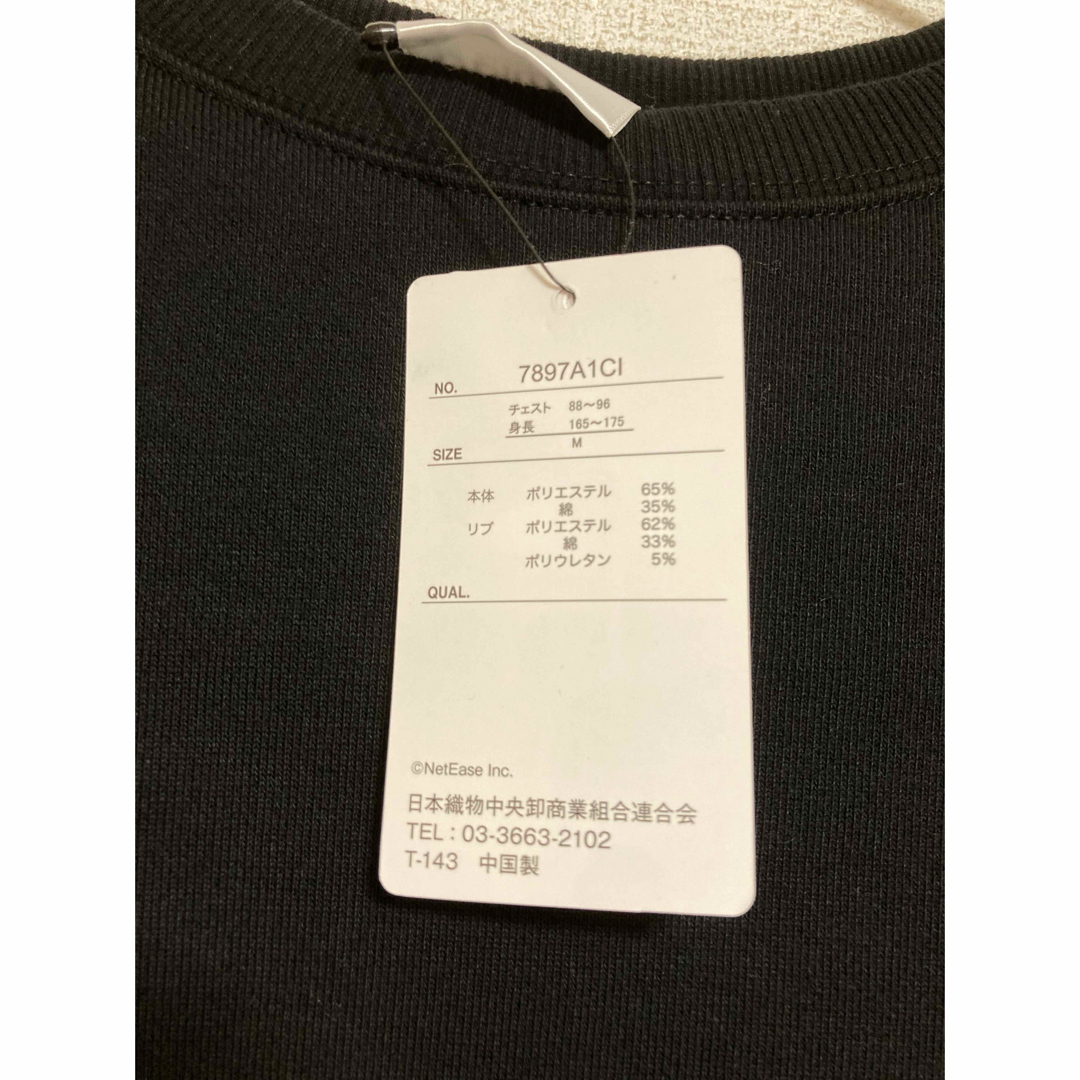 NO. 7897A1CI
チェスト 88〜96
身長 165〜175
SIZE M
本体 ポリエステル 65%
綿 35%
リブ ポリエステル 62%
綿 33%
ポリウレタン 5%
QUAL.
©NetEase Inc.
日本織物中央卸商業組合連合会
TEL : 03-3663-2102
T-143 中国製